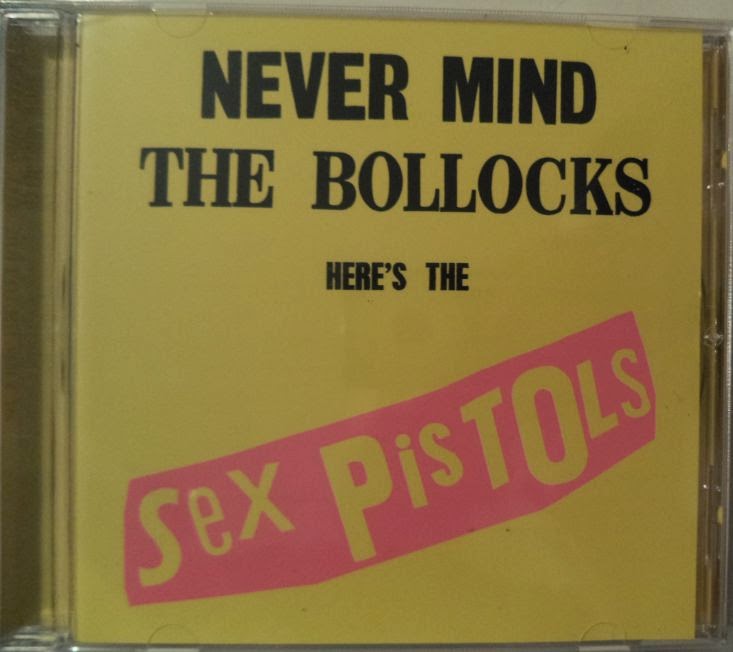 NEVER MIND
THE BOLLOCKS
HERE'S THE
Sex PisTOLS